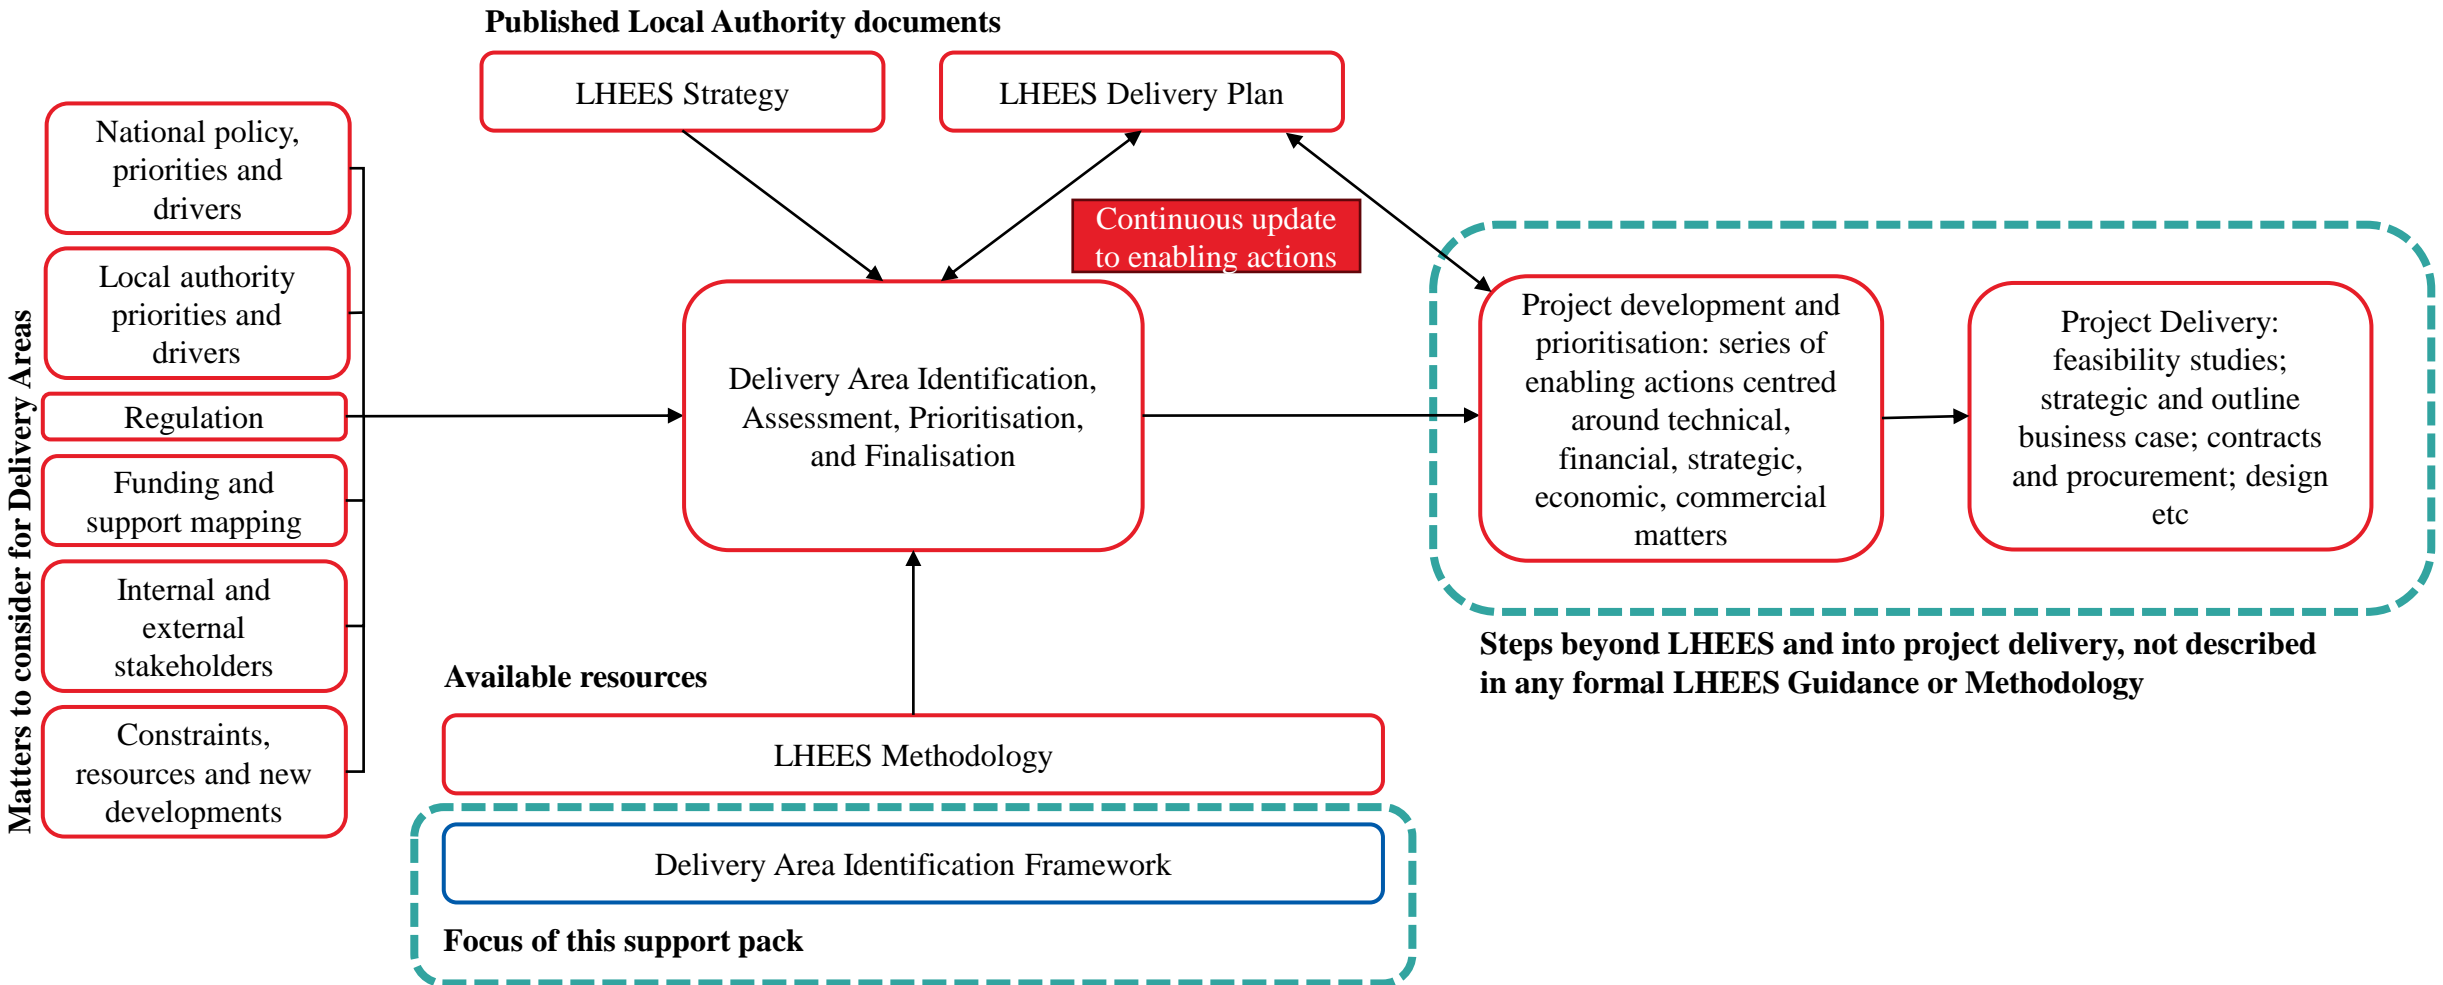 Published Local Authority documents
LHEES Strategy
LHEES Delivery Plan
Matters to consider for Delivery Areas
National policy,
priorities and
drivers
Local authority
priorities and
drivers
Regulation
Funding and
support mapping
Internal and
external
stakeholders
Constraints,
resources and new
developments
Continuous update
to enabling actions
Delivery Area Identification,
Assessment, Prioritisation,
and Finalisation
Project development and
prioritisation: series of
enabling actions centred
around technical,
financial, strategic,
economic, commercial
matters
Project Delivery:
feasibility studies;
strategic and outline
business case; contracts
and procurement; design
etc
Steps beyond LHEES and into project delivery, not described
in any formal LHEES Guidance or Methodology
Available resources
LHEES Methodology
Delivery Area Identification Framework
Focus of this support pack